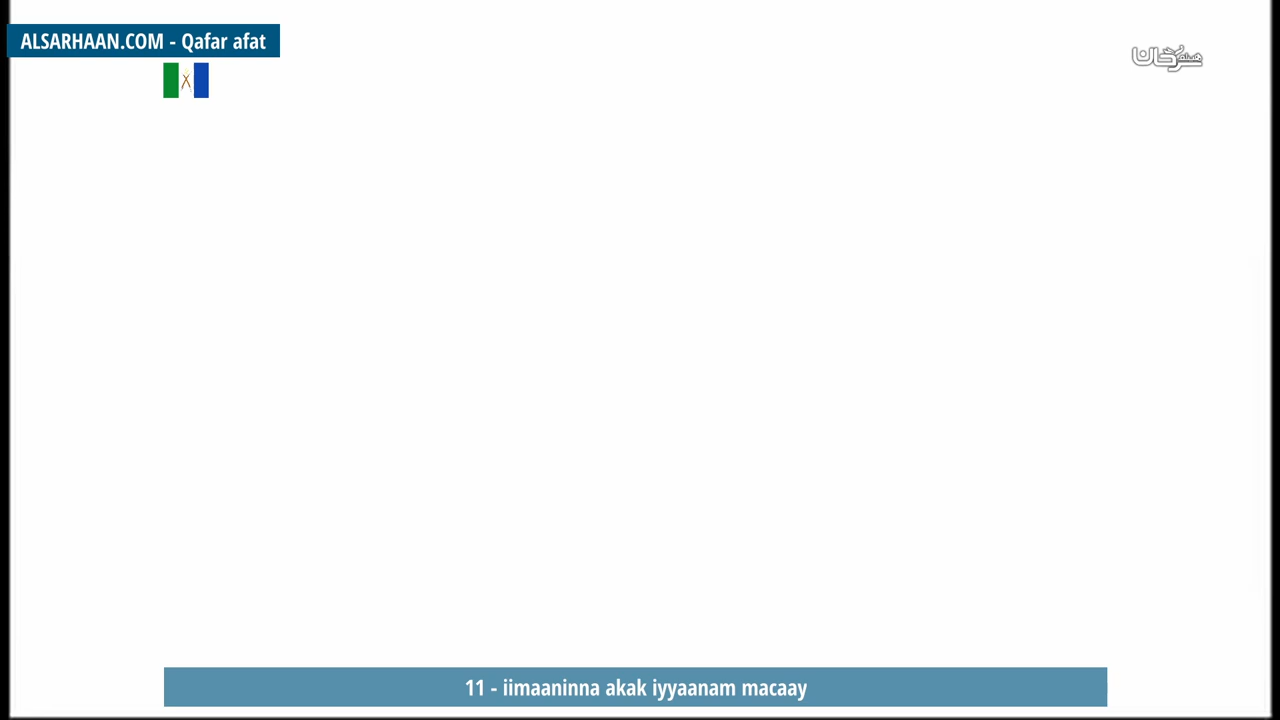 ALSARHAAN.COM - Qafar afat
11 - iimaaninna akak iyyaanam macaay